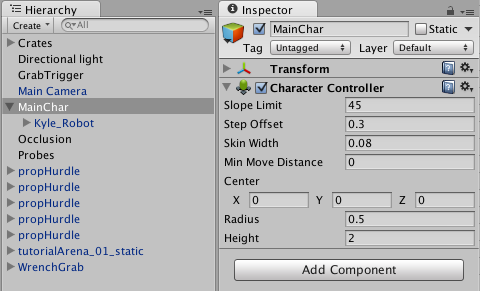 Hierarchy
Create
All
Crates
Directional light
GrabTrigger
Main Camera
MainChar
Kyle_Robot
Occlusion
Probes
propHurdle
propHurdle
propHurdle
propHurdle
propHurdle
tutorialArena_01_static
WrenchGrab
Inspector
MainChar Static
Tag Untagged Layer Default
Transform
Character Controller
Slope Limit 45
Step Offset 0.3
Skin Width 0.08
Min Move Distance 0
Center
X 0 Y 0 Z 0
Radius 0.5
Height 2
Add Component